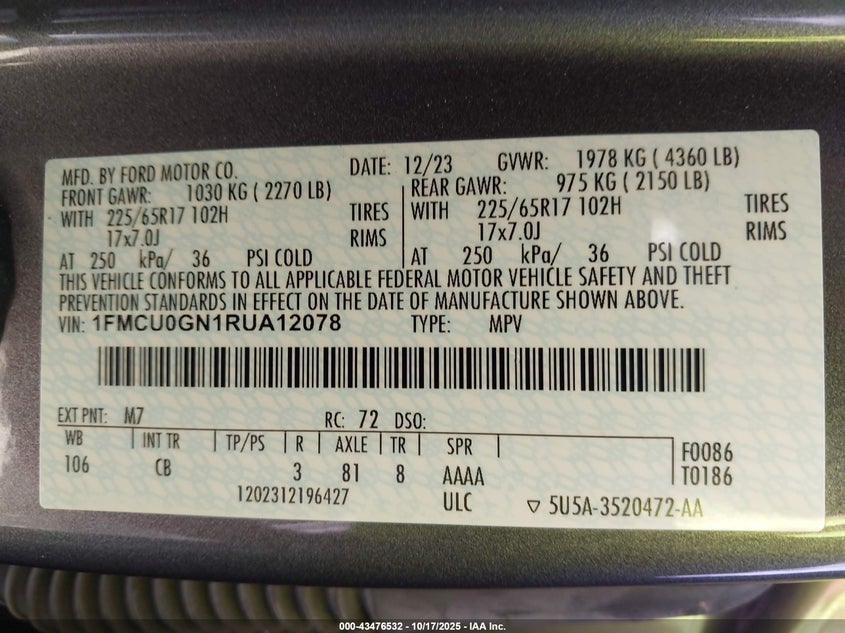 MFD. BY FORD MOTOR CO. DATE: 12/23 GVWR: 1978 KG ( 4360 LB)
FRONT GAWR: 1030 KG ( 2270 LB) REAR GAWR: 975 KG ( 2150 LB)
WITH 225/65R17 102H TIRES WITH 225/65R17 102H TIRES
17x7.0J RIMS 17x7.0J RIMS
AT 250 kPa/ 36 PSI COLD AT 250 kPa/ 36 PSI COLD
THIS VEHICLE CONFORMS TO ALL APPLICABLE FEDERAL MOTOR VEHICLE SAFETY AND THEFT
PREVENTION STANDARDS IN EFFECT ON THE DATE OF MANUFACTURE SHOWN ABOVE.
VIN: 1FMCU0GN1RUA12078 TYPE: MPV
EXT PNT: M7 RC: 72 DSO:
WB INT TR TP/PS R AXLE TR SPR F0086
106 CB 3 81 8 AAAA T0186
1202312196427 ULC ▽ 5U5A-3520472-AA
000-43476532 - 10/17/2025 - IAA Inc.